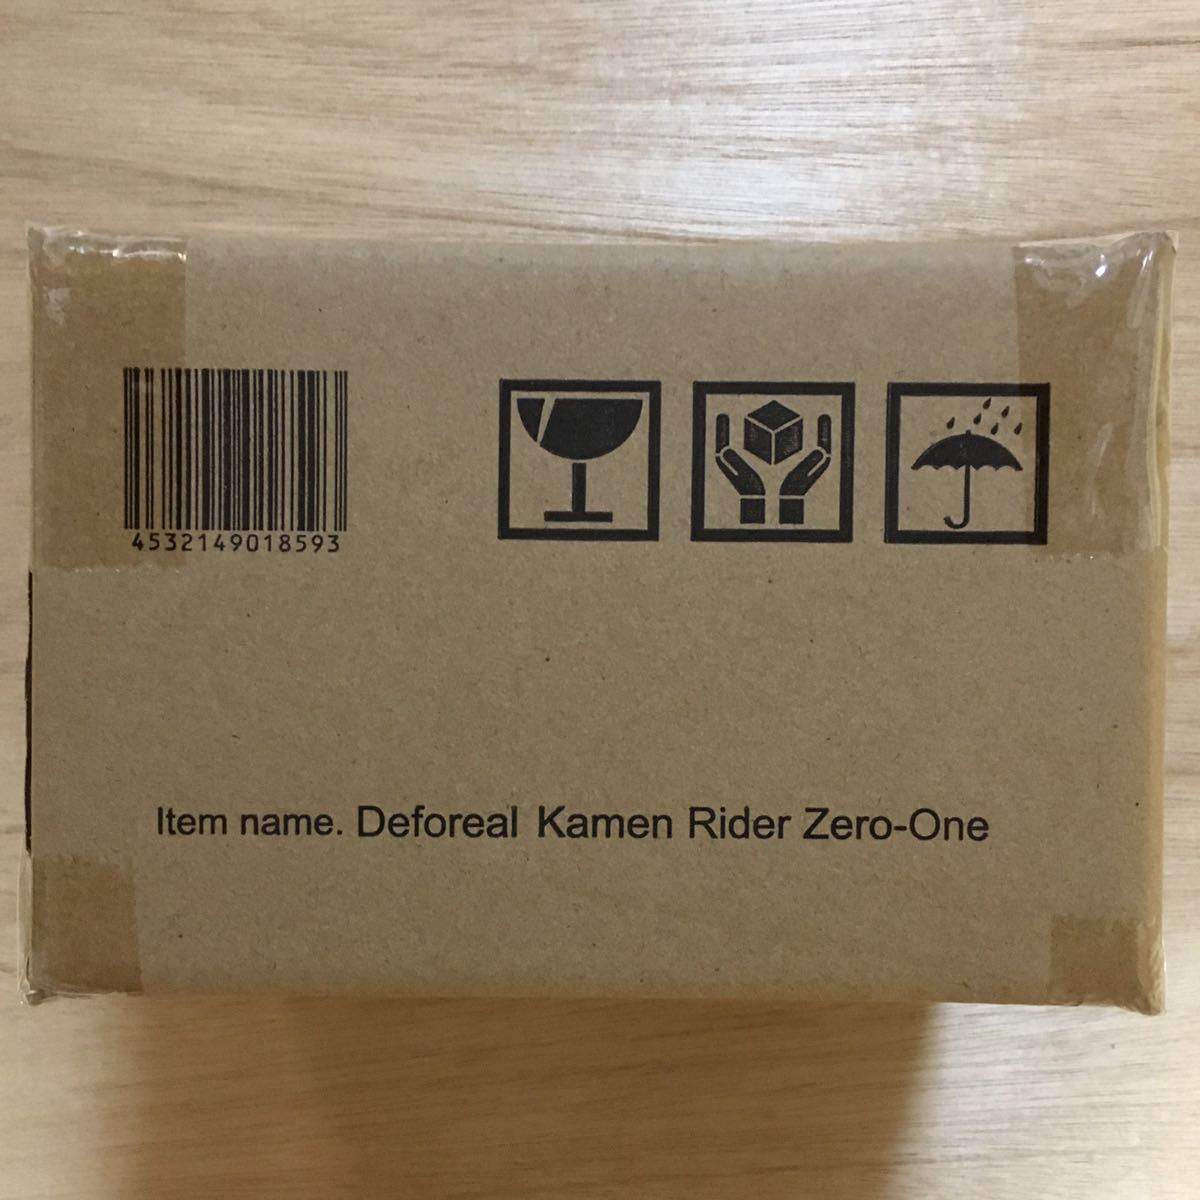 4532149018593
Item name. Deforeal Kamen Rider Zero-One